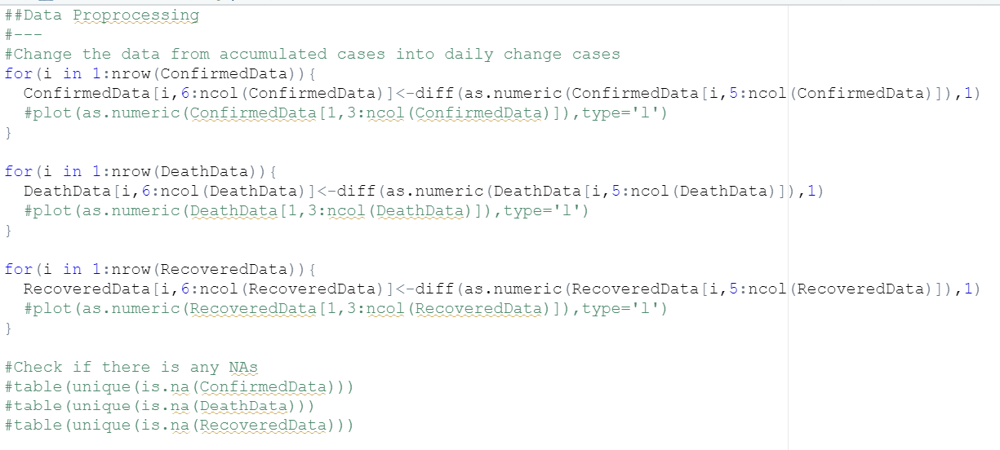 ##Data Proprocessing
#---
#Change the data from accumulated cases into daily change cases
for(i in 1:nrow(ConfirmedData)){
  ConfirmedData[i,6:ncol(ConfirmedData)]<-diff(as.numeric(ConfirmedData[i,5:ncol(ConfirmedData)]),1)
  #plot(as.numeric(ConfirmedData[1,3:ncol(ConfirmedData)]),type='l')
}
for(i in 1:nrow(DeathData)){
  DeathData[i,6:ncol(DeathData)]<-diff(as.numeric(DeathData[i,5:ncol(DeathData)]),1)
  #plot(as.numeric(DeathData[1,3:ncol(DeathData)]),type='l')
}
for(i in 1:nrow(RecoveredData)){
  RecoveredData[i,6:ncol(RecoveredData)]<-diff(as.numeric(RecoveredData[i,5:ncol(RecoveredData)]),1)
  #plot(as.numeric(RecoveredData[1,3:ncol(RecoveredData)]),type='l')
}
#Check if there is any NAs
#table(unique(is.na(ConfirmedData)))
#table(unique(is.na(DeathData)))
#table(unique(is.na(RecoveredData)))